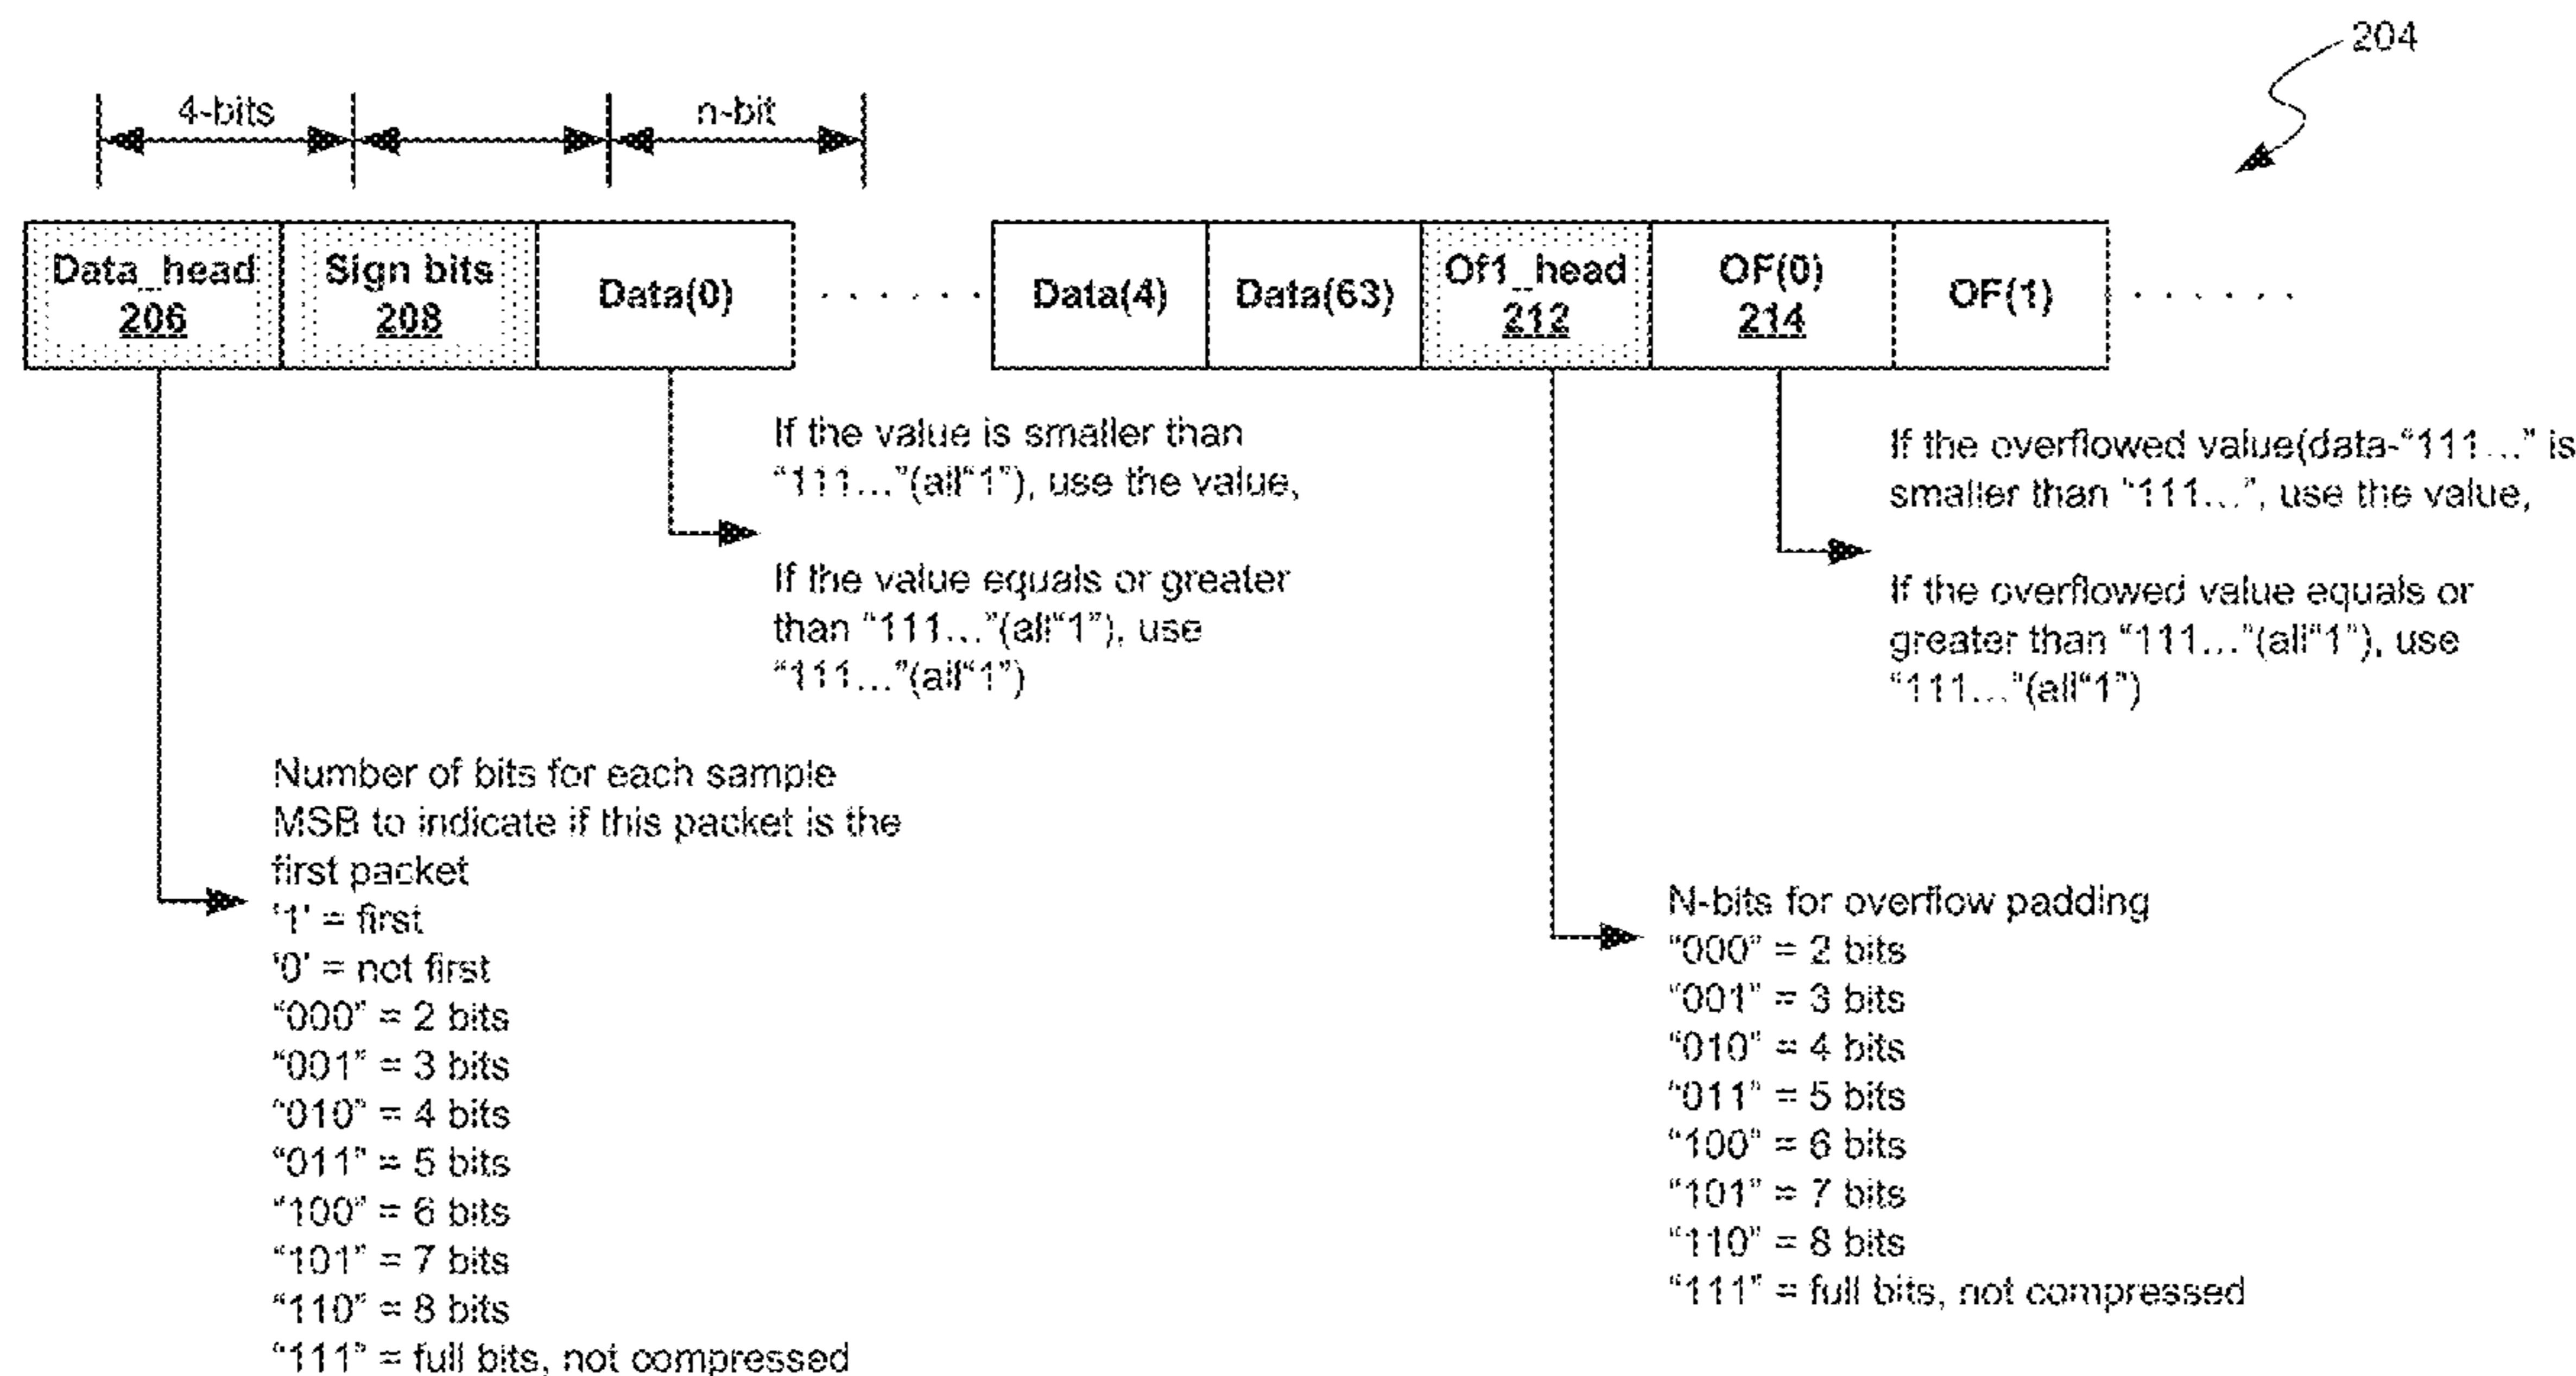 204
4-bits
n-bit
Data_head
206
Sign bits
208
Data(0)
Data(4)
Data(63)
Of1_head
212
OF(0)
214
OF(1)
If the value is smaller than
“111...”(all“1”), use the value,
If the value equals or greater
than “111...”(all“1”), use
“111...”(all“1”)
If the overflowed value(data-“111...” is
smaller than “111...”, use the value,
If the overflowed value equals or
greater than “111...”(all“1”), use
“111...”(all“1”)
Number of bits for each sample
MSB to indicate if this packet is the
first packet
‘1’ = first
‘0’ = not first
“000” = 2 bits
“001” = 3 bits
“010” = 4 bits
“011” = 5 bits
“100” = 6 bits
“101” = 7 bits
“110” = 8 bits
“111” = full bits, not compressed
N-bits for overflow padding
“000” = 2 bits
“001” = 3 bits
“010” = 4 bits
“011” = 5 bits
“100” = 6 bits
“101” = 7 bits
“110” = 8 bits
“111” = full bits, not compressed